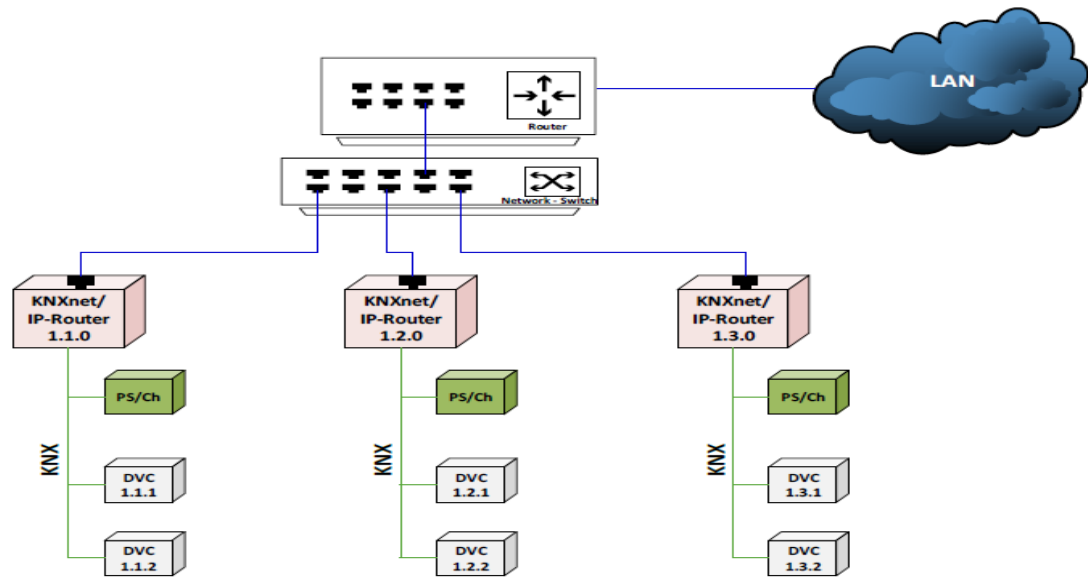 LAN
Router
Network - Switch
KNXnet/
IP-Router
1.1.0
KNXnet/
IP-Router
1.2.0
KNXnet/
IP-Router
1.3.0
PS/Ch
PS/Ch
PS/Ch
KNX
KNX
KNX
DVC
1.1.1
DVC
1.2.1
DVC
1.3.1
DVC
1.1.2
DVC
1.2.2
DVC
1.3.2